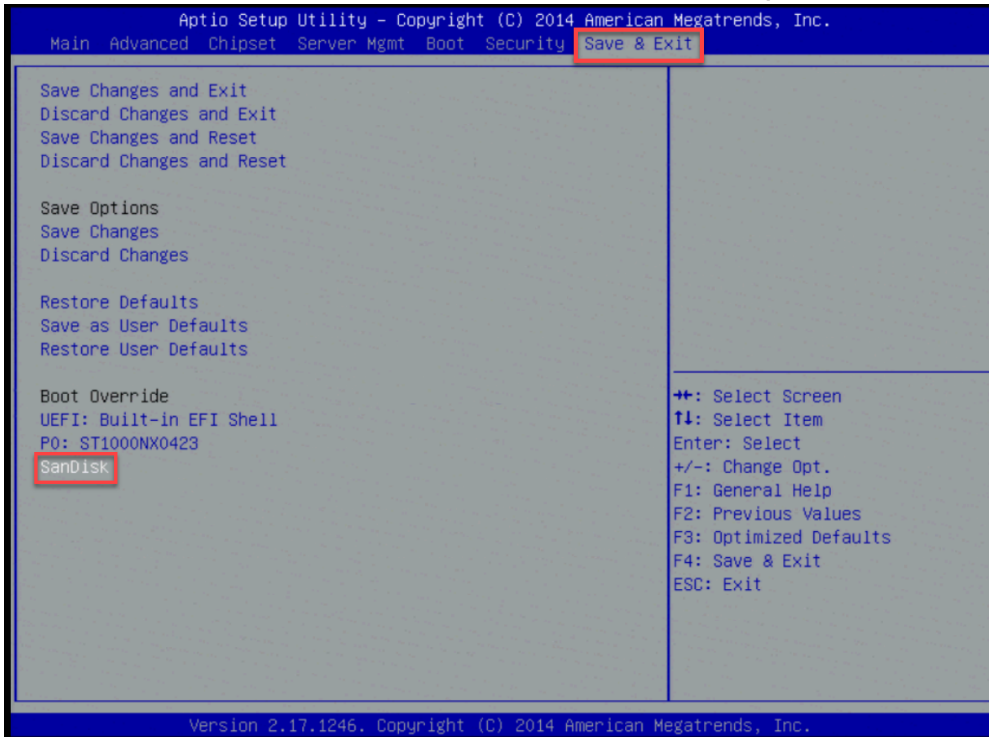 Aptio Setup Utility – Copyright (C) 2014 American Megatrends, Inc.
Main Advanced Chipset Server Mgmt Boot Security Save & Exit
Save Changes and Exit
Discard Changes and Exit
Save Changes and Reset
Discard Changes and Reset
Save Options
Save Changes
Discard Changes
Restore Defaults
Save as User Defaults
Restore User Defaults
Boot Override
UEFI: Built-in EFI Shell
P0: ST1000NX0423
SanDisk
→←: Select Screen
↑↓: Select Item
Enter: Select
+/-: Change Opt.
F1: General Help
F2: Previous Values
F3: Optimized Defaults
F4: Save & Exit
ESC: Exit
Version 2.17.1246. Copyright (C) 2014 American Megatrends, Inc.